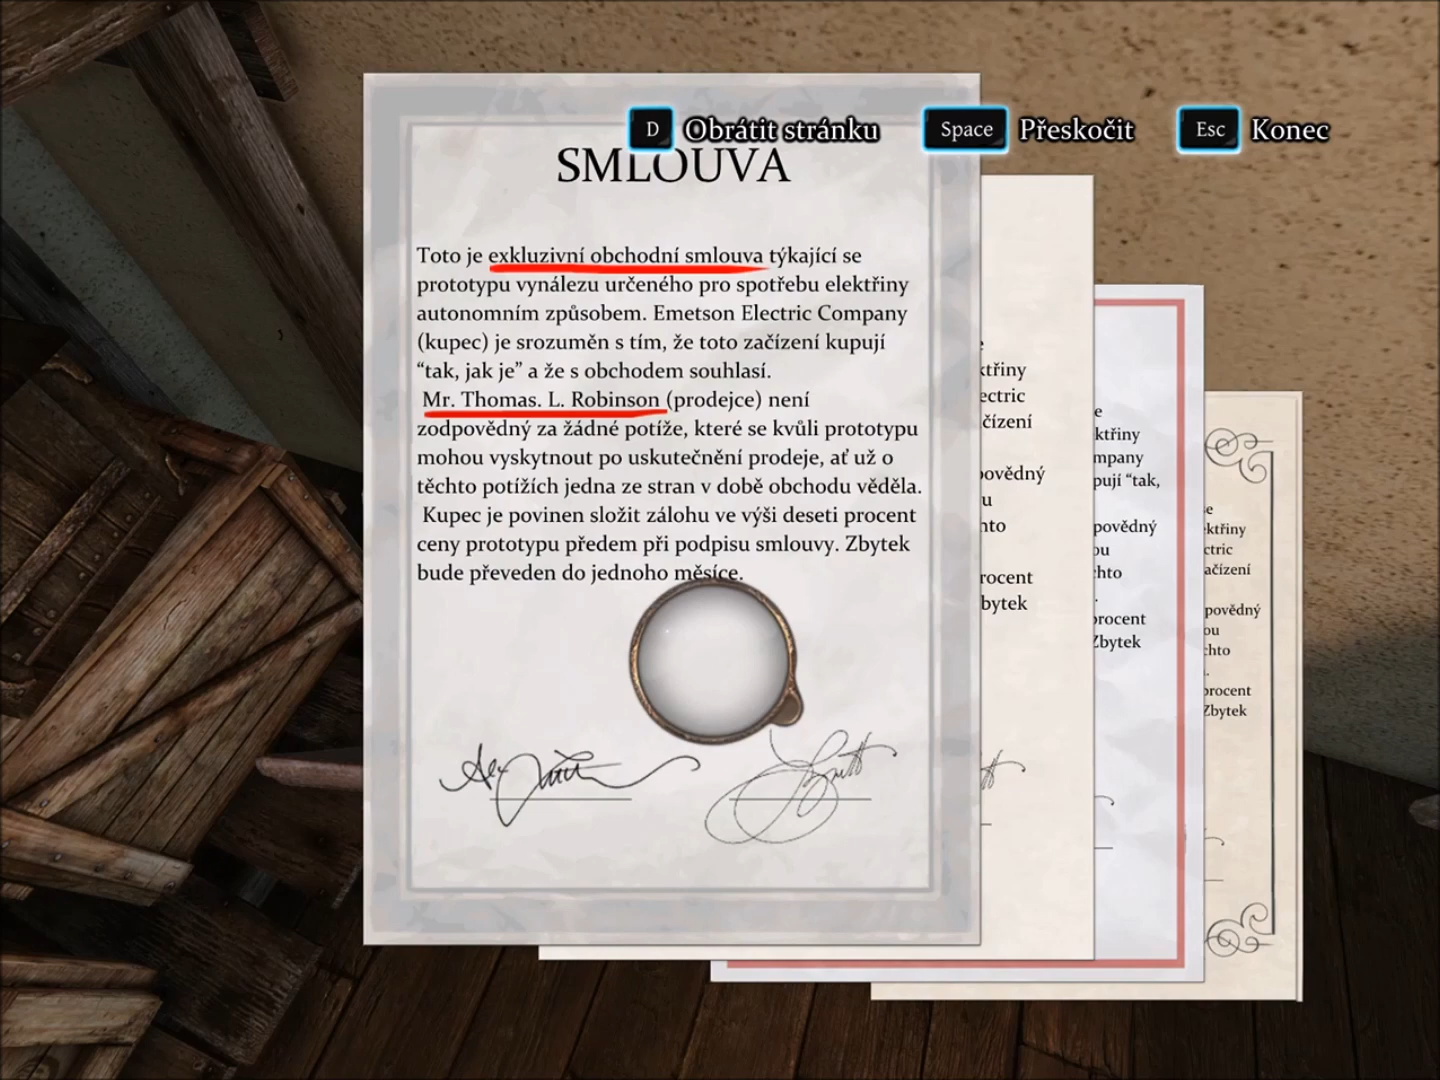 D Obrátit stránku Space Přeskočit Esc Konec
SMLOUVA
Toto je exkluzivní obchodní smlouva týkající se
prototypu vynálezu určeného pro spotřebu elektřiny
autonomním způsobem. Emetson Electric Company
(kupec) je srozuměn s tím, že toto začízení kupují
“tak, jak je” a že s obchodem souhlasí.
Mr. Thomas. L. Robinson (prodejce) není
zodpovědný za žádné potíže, které se kvůli prototypu
mohou vyskytnout po uskutečnění prodeje, ať už o
těchto potížích jedna ze stran v době obchodu věděla.
Kupec je povinen složit zálohu ve výši deseti procent
ceny prototypu předem při podpisu smlouvy. Zbytek
bude převeden do jednoho měsíce.